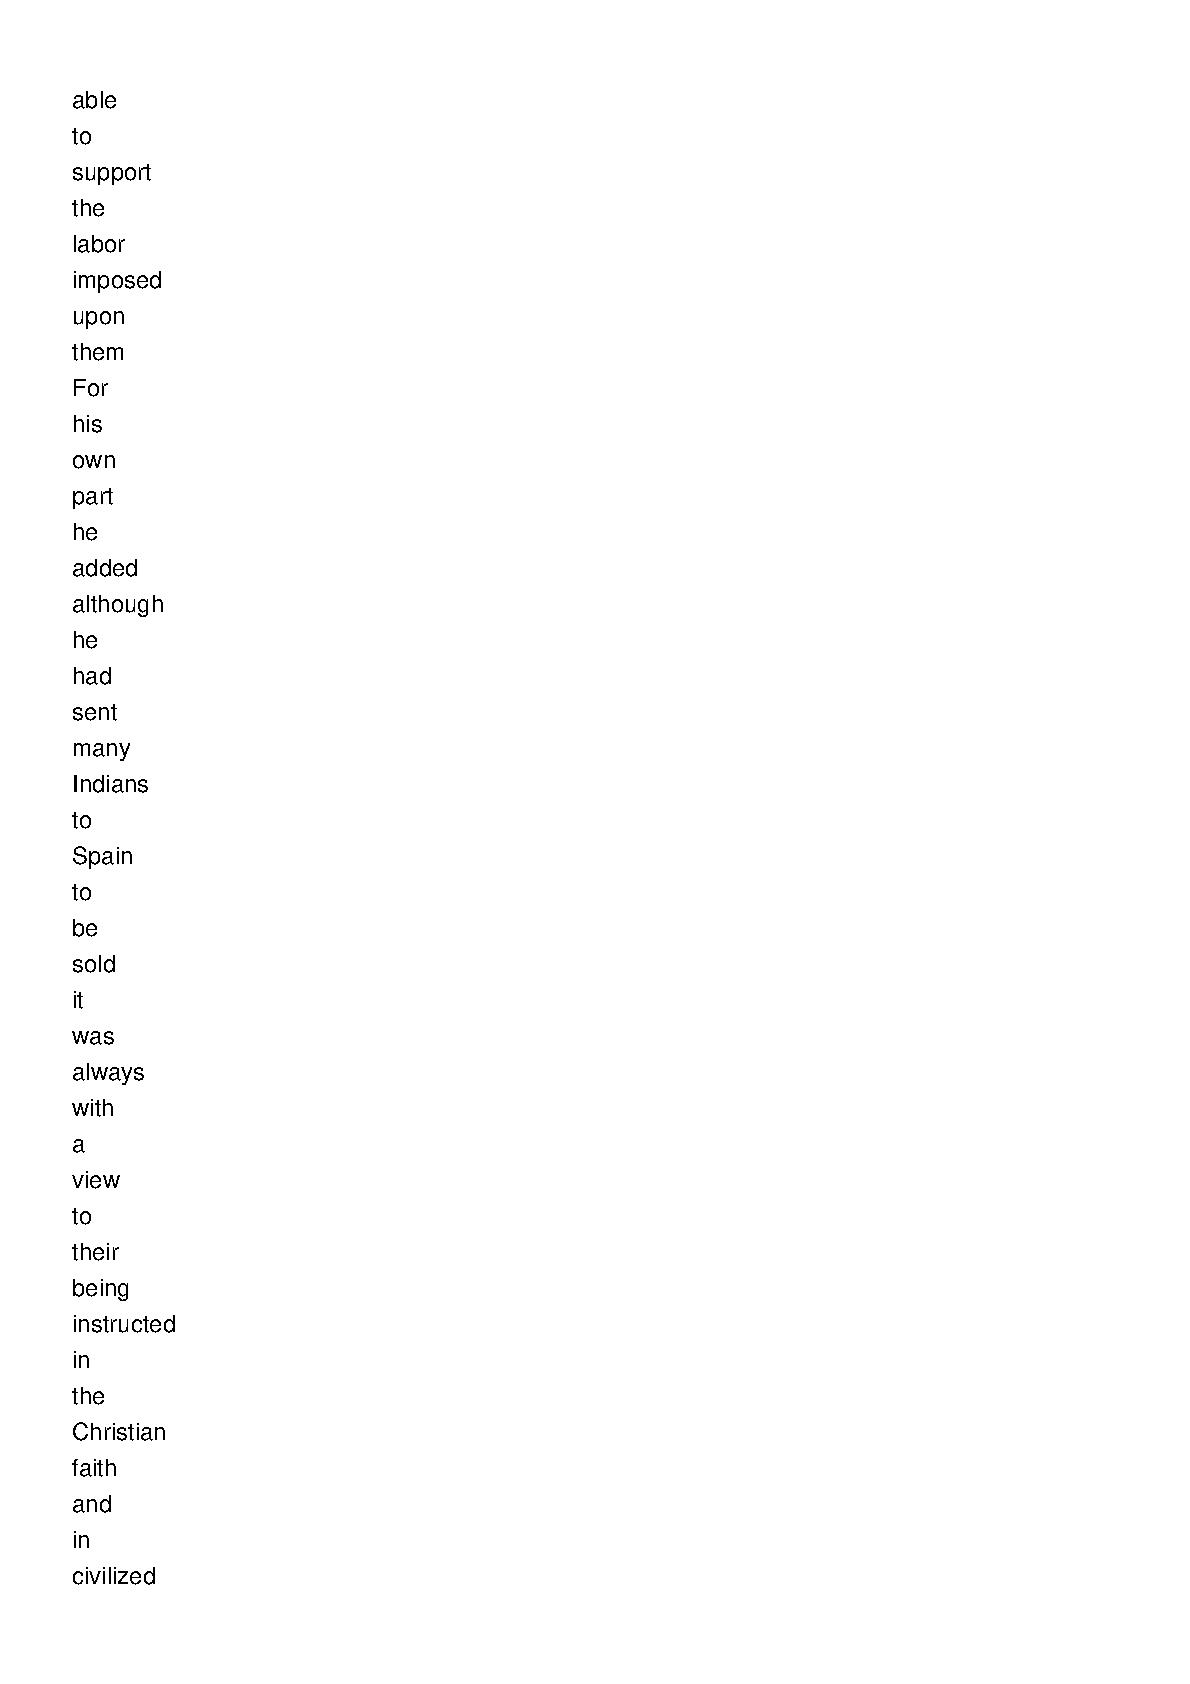 able
to
support
the
labor
imposed
upon
them
For
his
own
part
he
added
although
he
had
sent
many
Indians
to
Spain
to
be
sold
it
was
always
with
a
view
to
their
being
instructed
in
the
Christian
faith
and
in
civilized